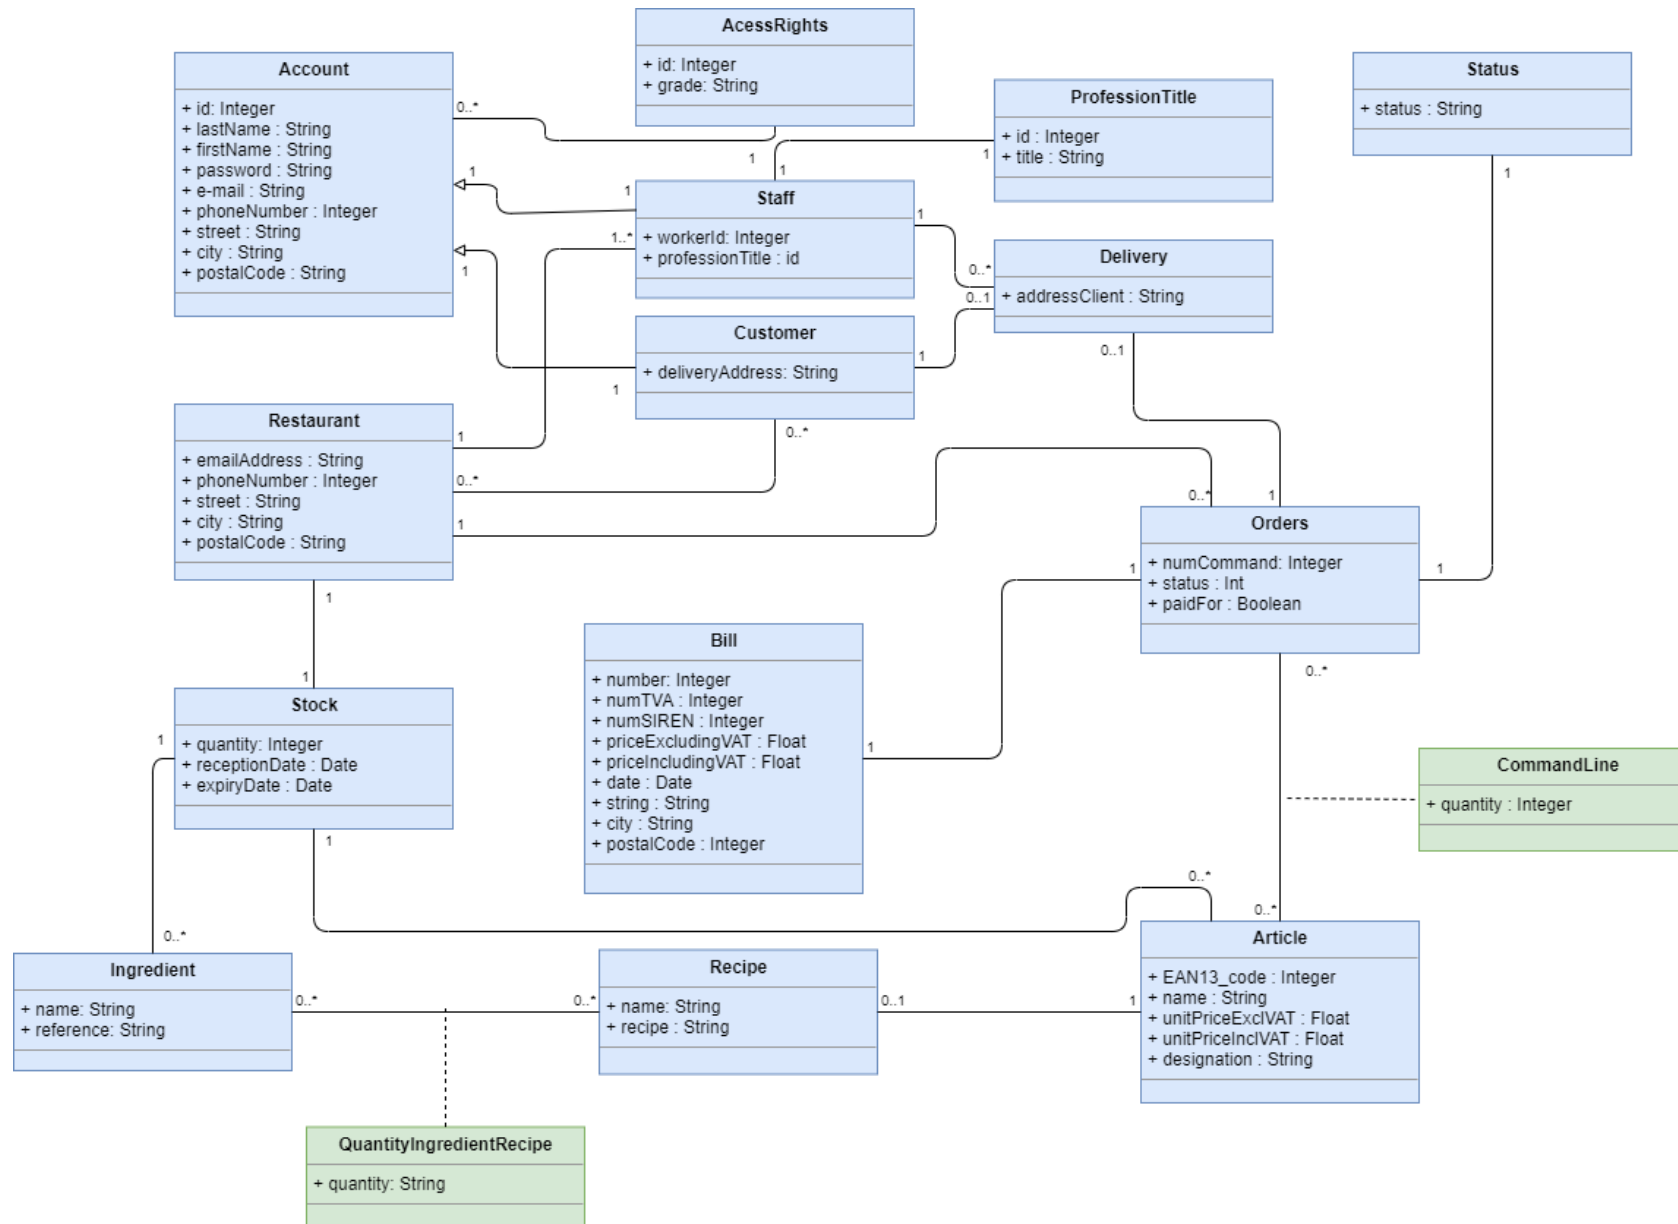 AcessRights
+ id: Integer
+ grade: String
Account
+ id: Integer
+ lastName : String
+ firstName : String
+ password : String
+ e-mail : String
+ phoneNumber : Integer
+ street : String
+ city : String
+ postalCode : String
Status
+ status : String
ProfessionTitle
+ id : Integer
+ title : String
0..*
1
1
1
1
1
1
Staff
+ workerId: Integer
+ professionTitle : id
1
1..*
0..*
Delivery
+ addressClient : String
0..1
1
Customer
+ deliveryAddress: String
1
1
0..1
0..*
Restaurant
+ emailAddress : String
+ phoneNumber : Integer
+ street : String
+ city : String
+ postalCode : String
1
0..*
1
0..*
1
Orders
+ numCommand: Integer
+ status : Int
+ paidFor : Boolean
1
1
1
1
0..*
Bill
+ number: Integer
+ numTVA : Integer
+ numSIREN : Integer
+ priceExcludingVAT : Float
+ priceIncludingVAT : Float
+ date : Date
+ string : String
+ city : String
+ postalCode : Integer
1
Stock
+ quantity: Integer
+ receptionDate : Date
+ expiryDate : Date
1
1
CommandLine
+ quantity : Integer
0..*
0..*
0..*
Ingredient
+ name: String
+ reference: String
0..*
0..*
Recipe
+ name: String
+ recipe : String
0..1
1
Article
+ EAN13_code : Integer
+ name : String
+ unitPriceExclVAT : Float
+ unitPriceInclVAT : Float
+ designation : String
QuantityIngredientRecipe
+ quantity: String